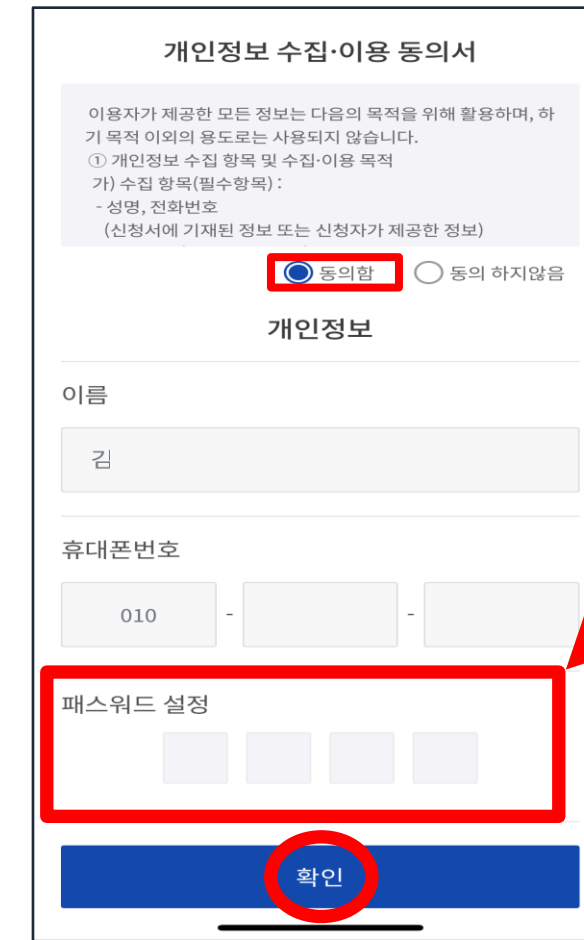 개인정보 수집·이용 동의서
이용자가 제공한 모든 정보는 다음의 목적을 위해 활용하며, 하
기 목적 이외의 용도로는 사용되지 않습니다.
① 개인정보 수집 항목 및 수집·이용 목적
가) 수집 항목(필수항목) :
- 성명, 전화번호
(신청서에 기재된 정보 또는 신청자가 제공한 정보)
동의함 동의 하지않음
개인정보
이름
김
휴대폰번호
010 - -
패스워드 설정
확인